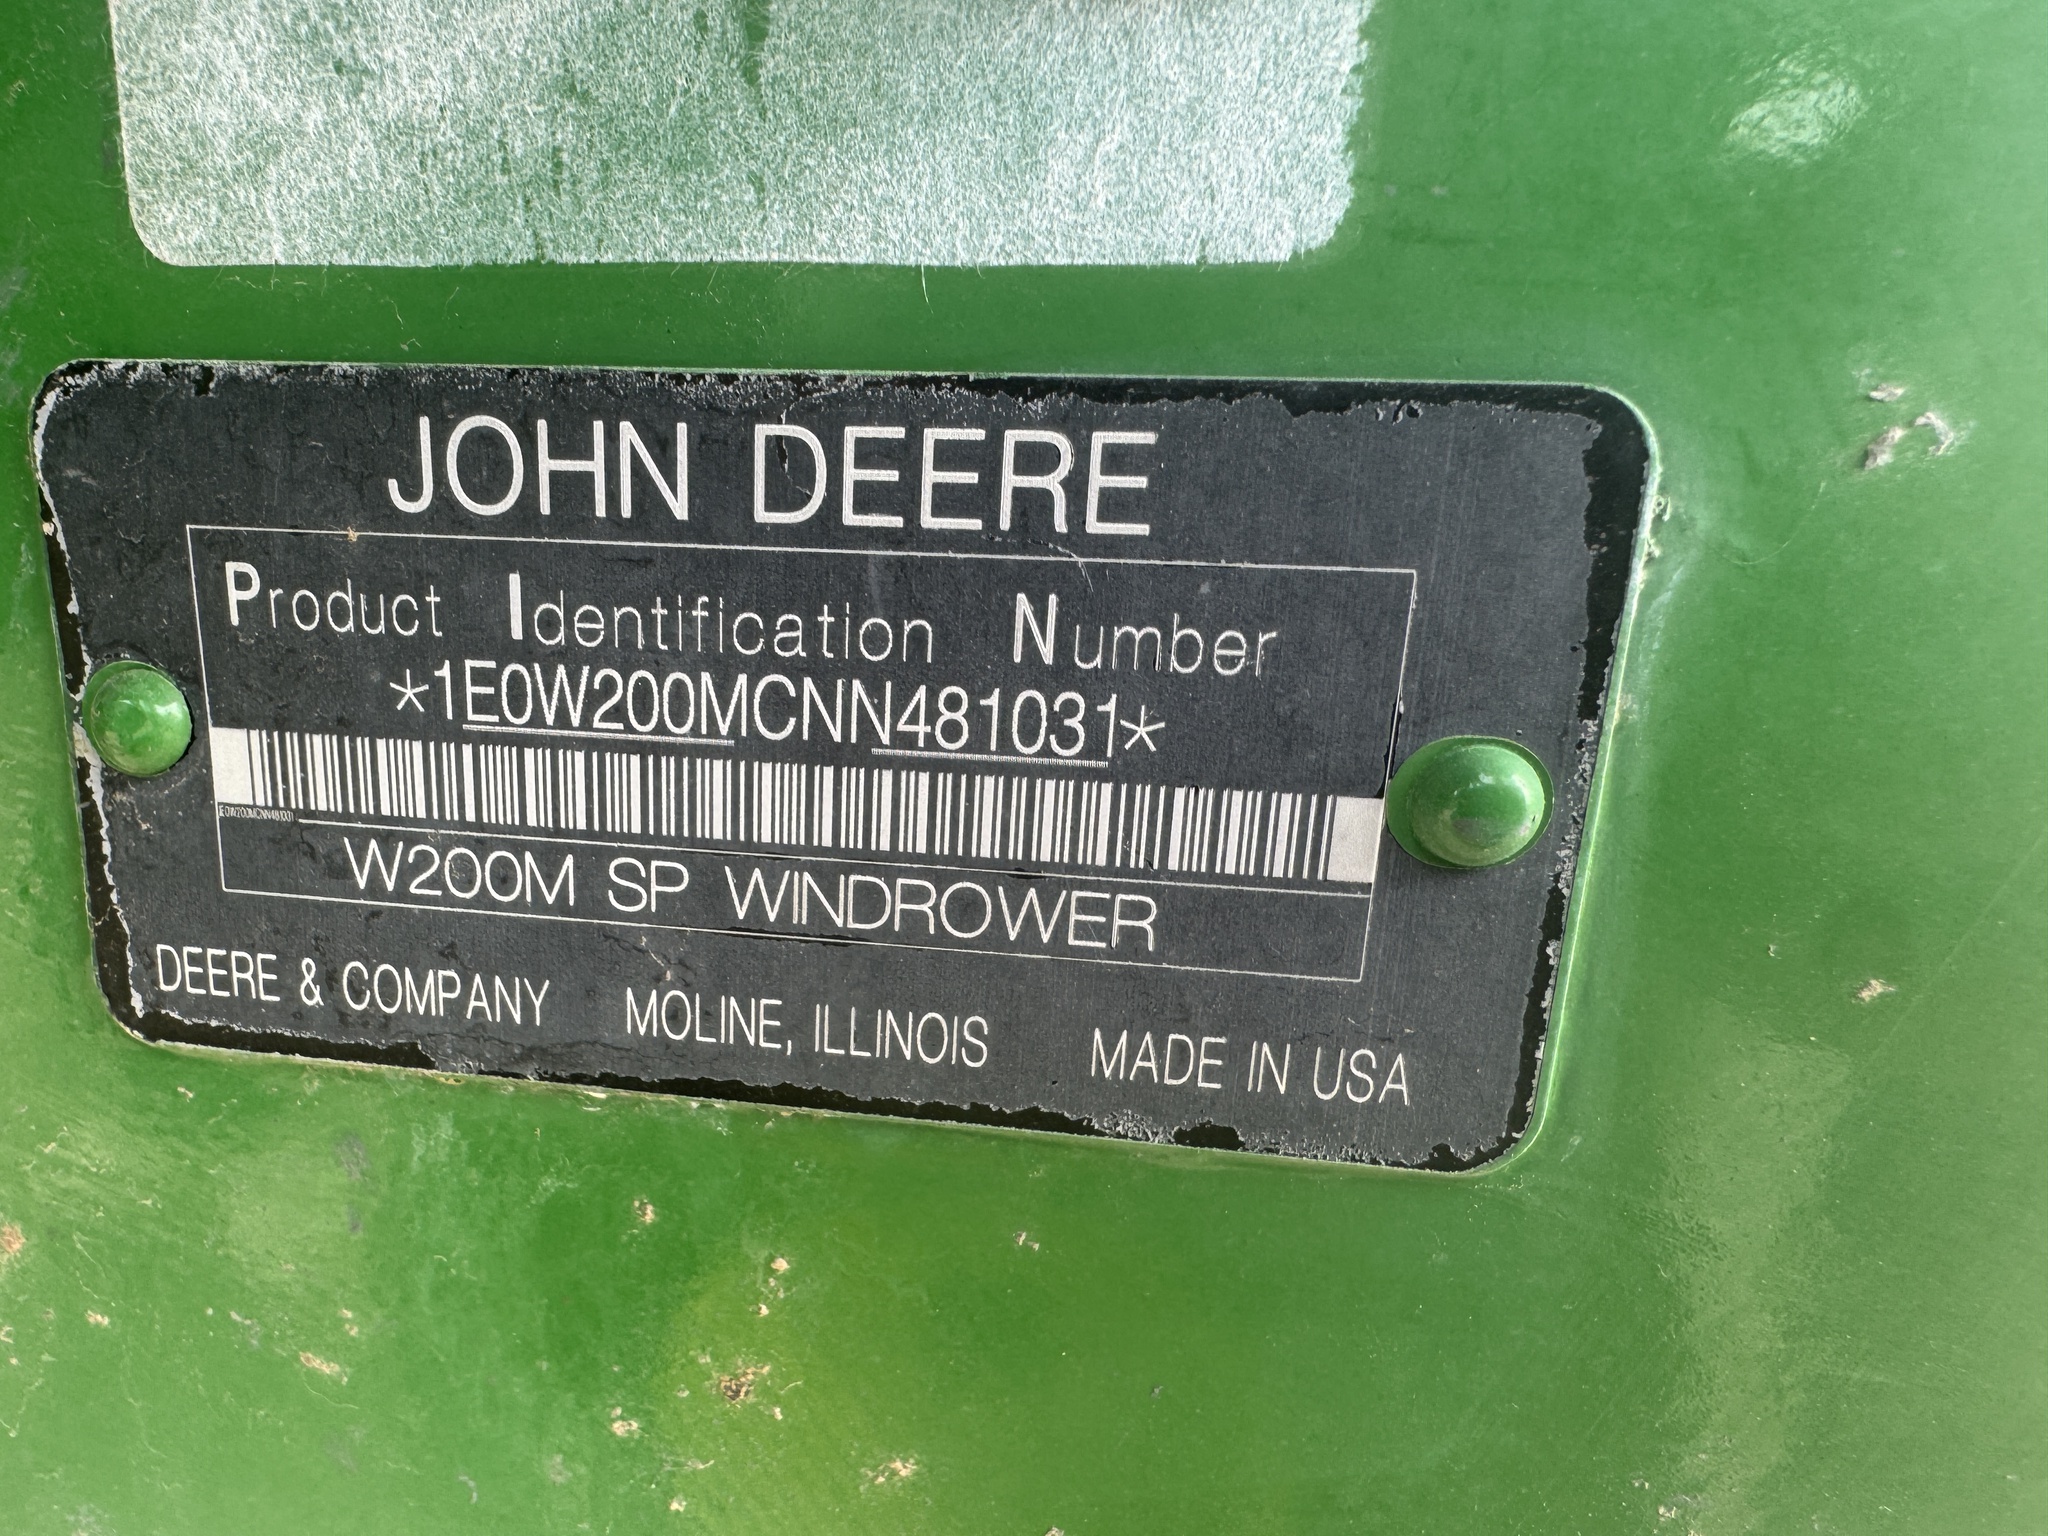 JOHN DEERE
Product Identification Number
*1E0W200MCNN481031*
W200M SP WINDROWER
DEERE & COMPANY MOLINE, ILLINOIS MADE IN USA